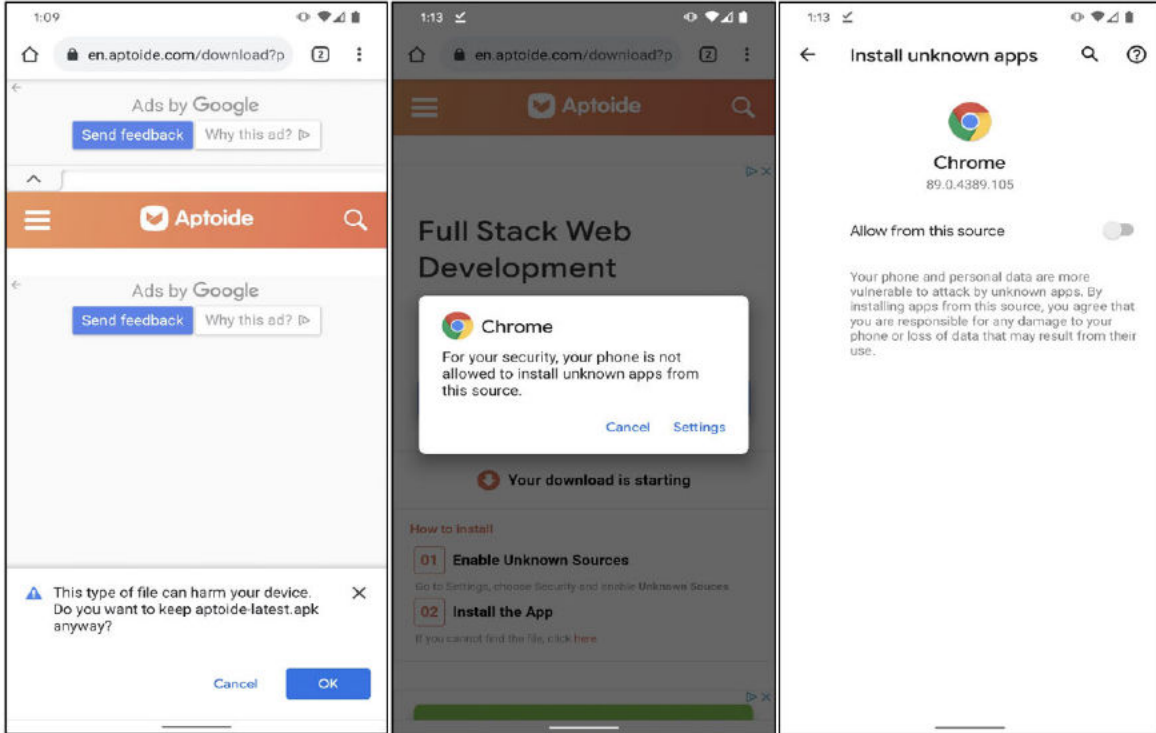 1:09
en.aptoide.com/download?p
2
Ads by Google
Send feedback
Why this ad?
Aptoide
Ads by Google
Send feedback
Why this ad?
This type of file can harm your device.
Do you want to keep aptoide-latest.apk
anyway?
Cancel
OK
1:13
en.aptoide.com/download?p
2
Aptoide
Full Stack Web
Development
Chrome
For your security, your phone is not
allowed to install unknown apps from
this source.
Cancel
Settings
Your download is starting
How to Install
01
Enable Unknown Sources
Go to Settings, choose Security and enable Unknown Souces
02
Install the App
If you cannot find the file, click here
1:13
Install unknown apps
Chrome
89.0.4389.105
Allow from this source
Your phone and personal data are more
vulnerable to attack by unknown apps. By
installing apps from this source, you agree that
you are responsible for any damage to your
phone or loss of data that may result from their
use.